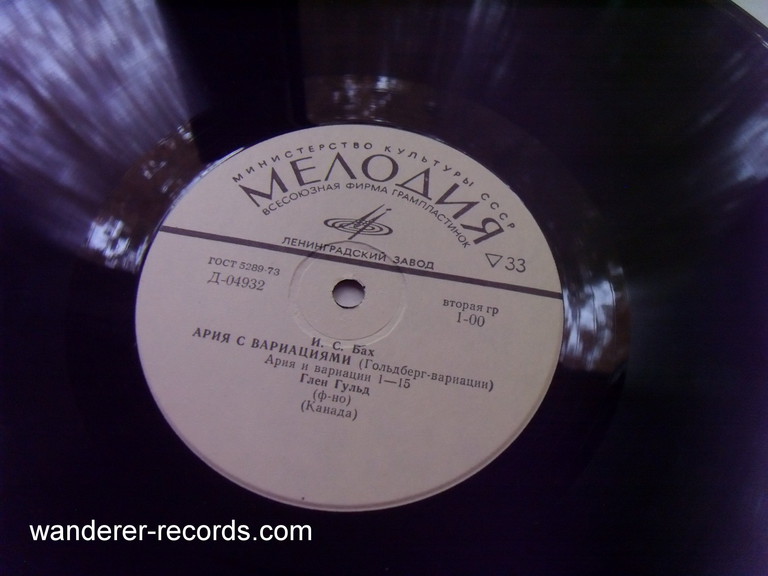 МИНИСТЕРСТВО КУЛЬТУРЫ СССР
МЕЛОДИЯ
ВСЕСОЮЗНАЯ ФИРМА ГРАМПЛАСТИНОК
ЛЕНИНГРАДСКИЙ ЗАВОД
33
ГОСТ 5289-73
Д-04932
вторая гр
1-00
И. С. Бах
АРИЯ С ВАРИАЦИЯМИ (Гольдберг-вариации)
Ария и вариации 1—15
Глен Гульд
(ф-но)
(Канада)
wanderer-records.com